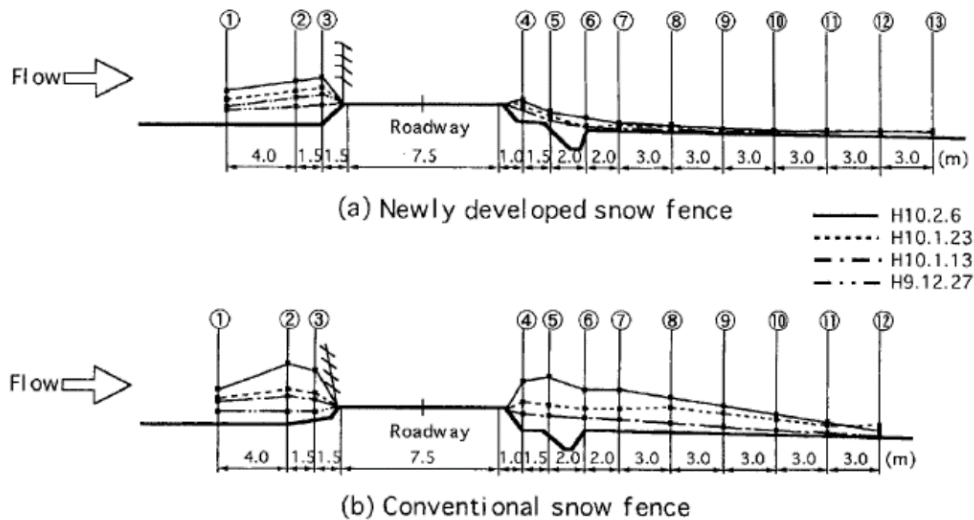 ① ② ③ ④ ⑤ ⑥ ⑦ ⑧ ⑨ ⑩ ⑪ ⑫ ⑬
Flow
Roadway
4.0 1.5 1.5 7.5 1.0 1.5 2.0 2.0 3.0 3.0 3.0 3.0 3.0 3.0 (m)
(a) Newly developed snow fence
H10.2.6
H10.1.23
H10.1.13
H9.12.27
① ② ③ ④ ⑤ ⑥ ⑦ ⑧ ⑨ ⑩ ⑪ ⑫
Flow
Roadway
4.0 1.5 1.5 7.5 1.0 1.5 2.0 2.0 3.0 3.0 3.0 3.0 3.0 (m)
(b) Conventional snow fence